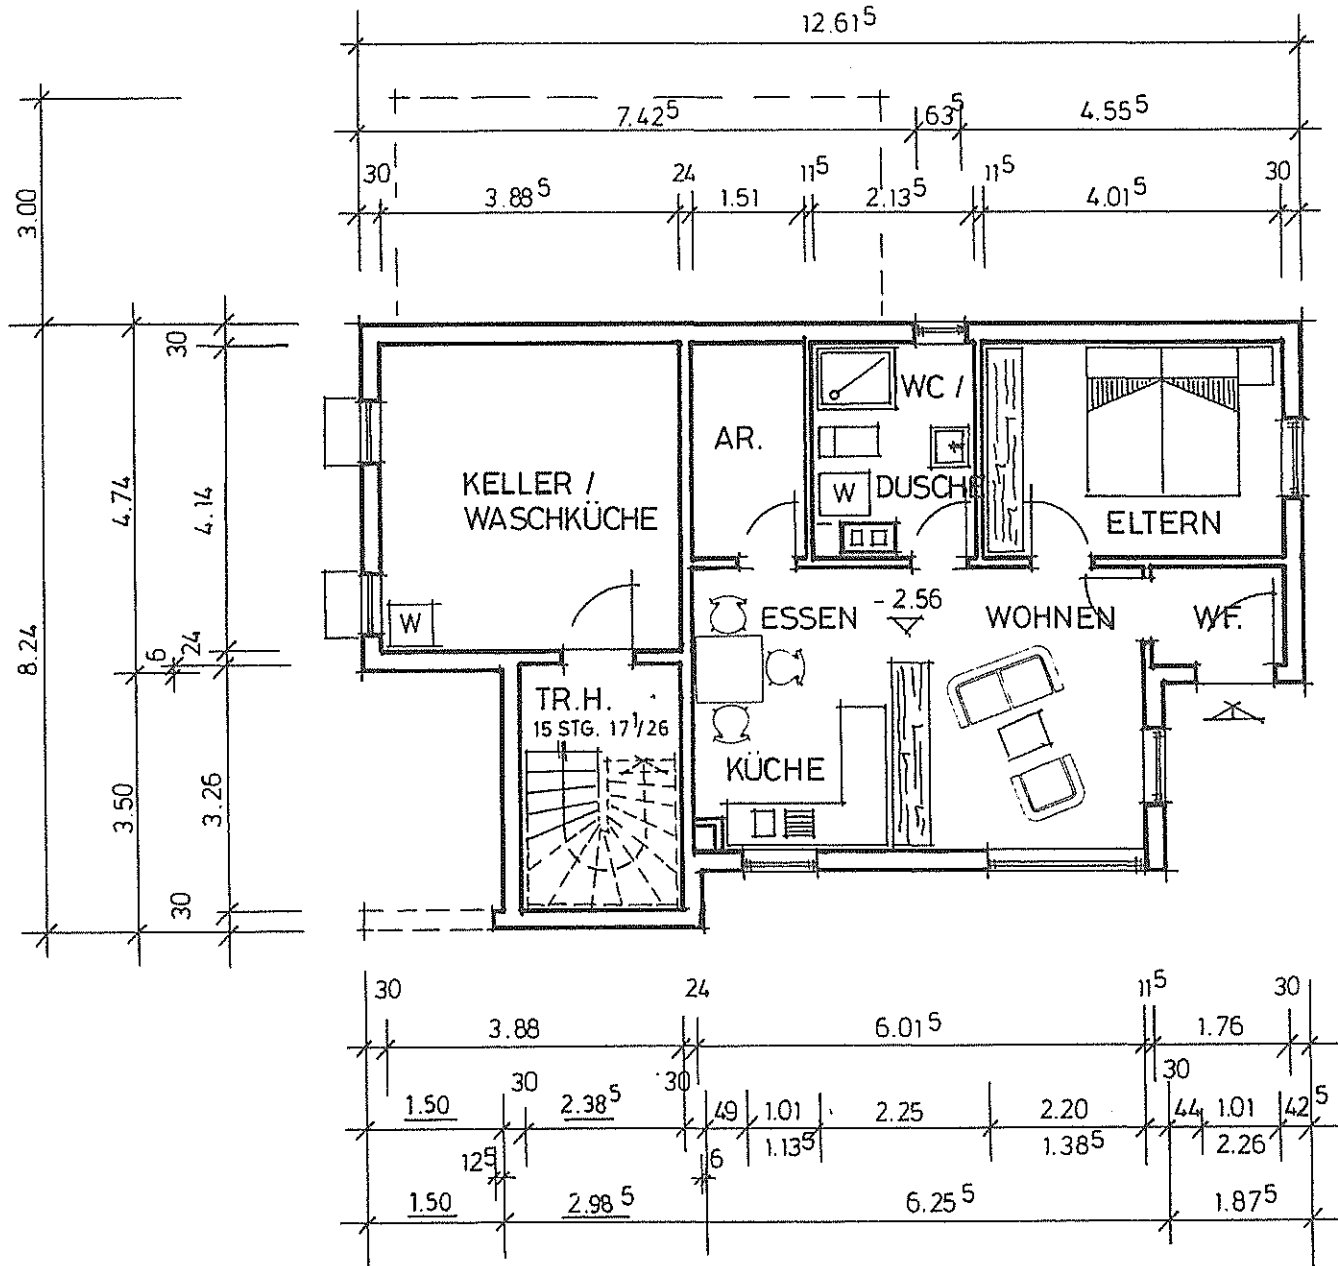 12.61⁵
7.42⁵ 63⁵ 4.55⁵
30 3.88⁵ 24 1.51 11⁵ 2.13⁵ 11⁵ 4.01⁵ 30
3.00
8.24
4.74
3.50
30
4.14
24
6
3.26
30
KELLER /
WASCHKÜCHE
W
AR.
WC /
DUSCHE
W
ELTERN
ESSEN
- 2.56
WOHNEN
WF.
TR.H.
15 STG. 17¹/26
KÜCHE
30 3.88 24 6.01⁵ 11⁵ 1.76 30
1.50 30 2.38⁵ 30 49 1.01 2.25 2.20 30 44 1.01 42⁵
1.13⁵ 1.38⁵ 2.26
12⁵ 6
1.50 2.98⁵ 6.25⁵ 1.87⁵